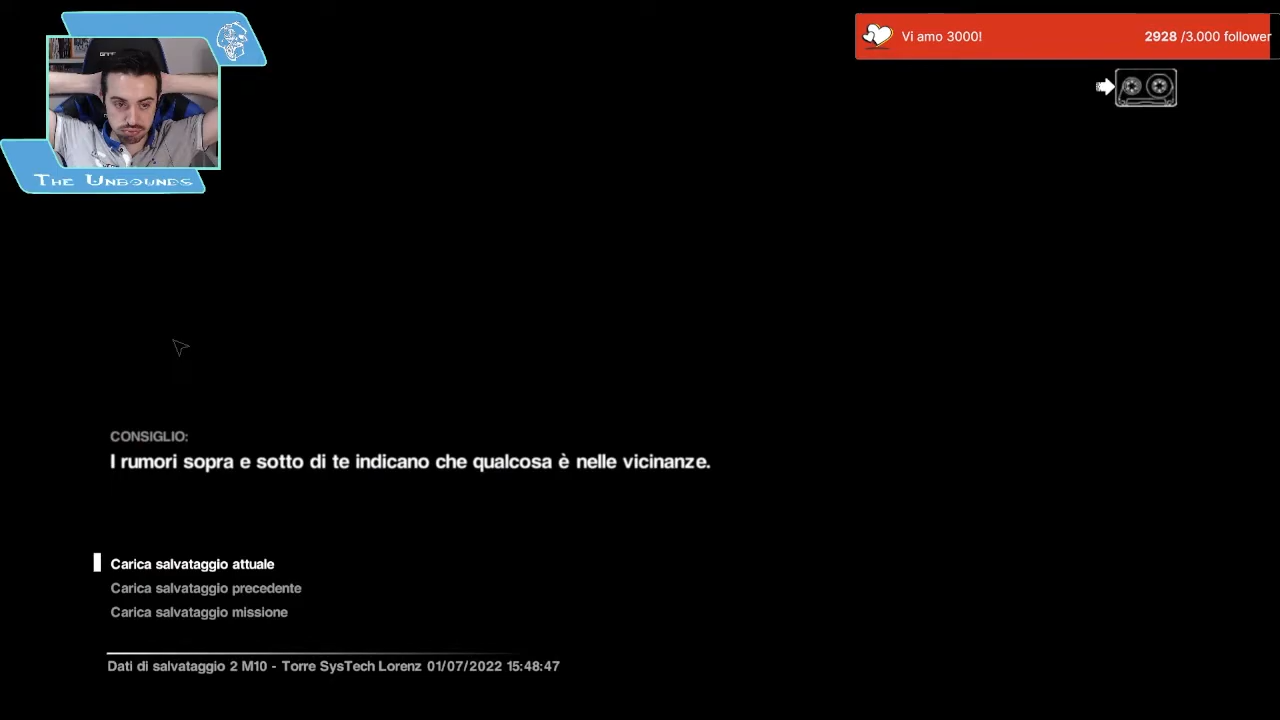 Vi amo 3000!
2928 /3.000 follower
The Unbounds
CONSIGLIO:
I rumori sopra e sotto di te indicano che qualcosa è nelle vicinanze.
Carica salvataggio attuale
Carica salvataggio precedente
Carica salvataggio missione
Dati di salvataggio 2 M10 - Torre SysTech Lorenz 01/07/2022 15:48:47